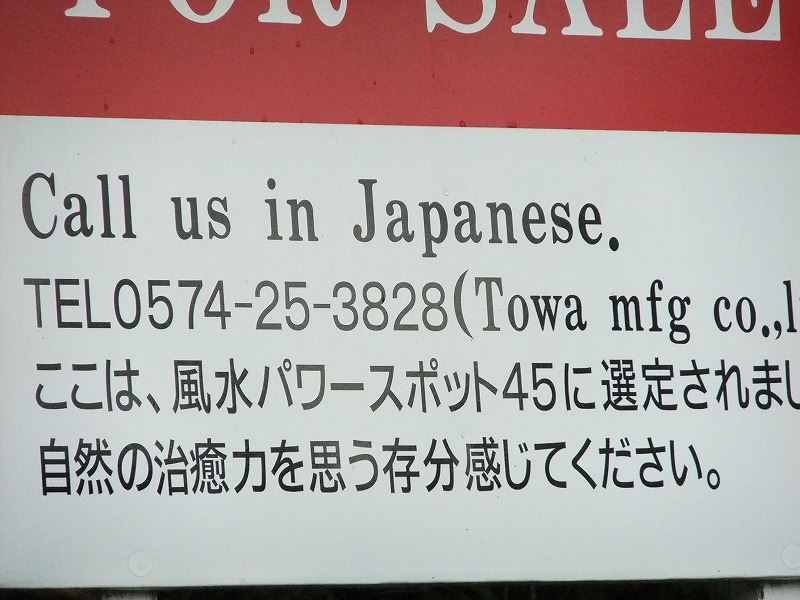 FOR SALE
Call us in Japanese.
TEL0574-25-3828(Towa mfg co.,l
ここは、風水パワースポット45に選定されまし
自然の治癒力を思う存分感じてください。